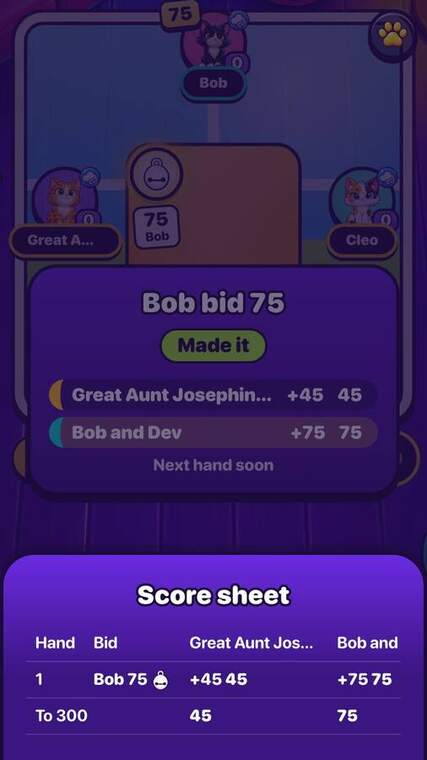 75
0
Bob
75
Bob
0
Great A...
0
Cleo
Bob bid 75
Made it
Great Aunt Josephin... +45 45
Bob and Dev +75 75
Next hand soon
Score sheet
Hand Bid Great Aunt Jos... Bob and
1 Bob 75 +45 45 +75 75
To 300 45 75